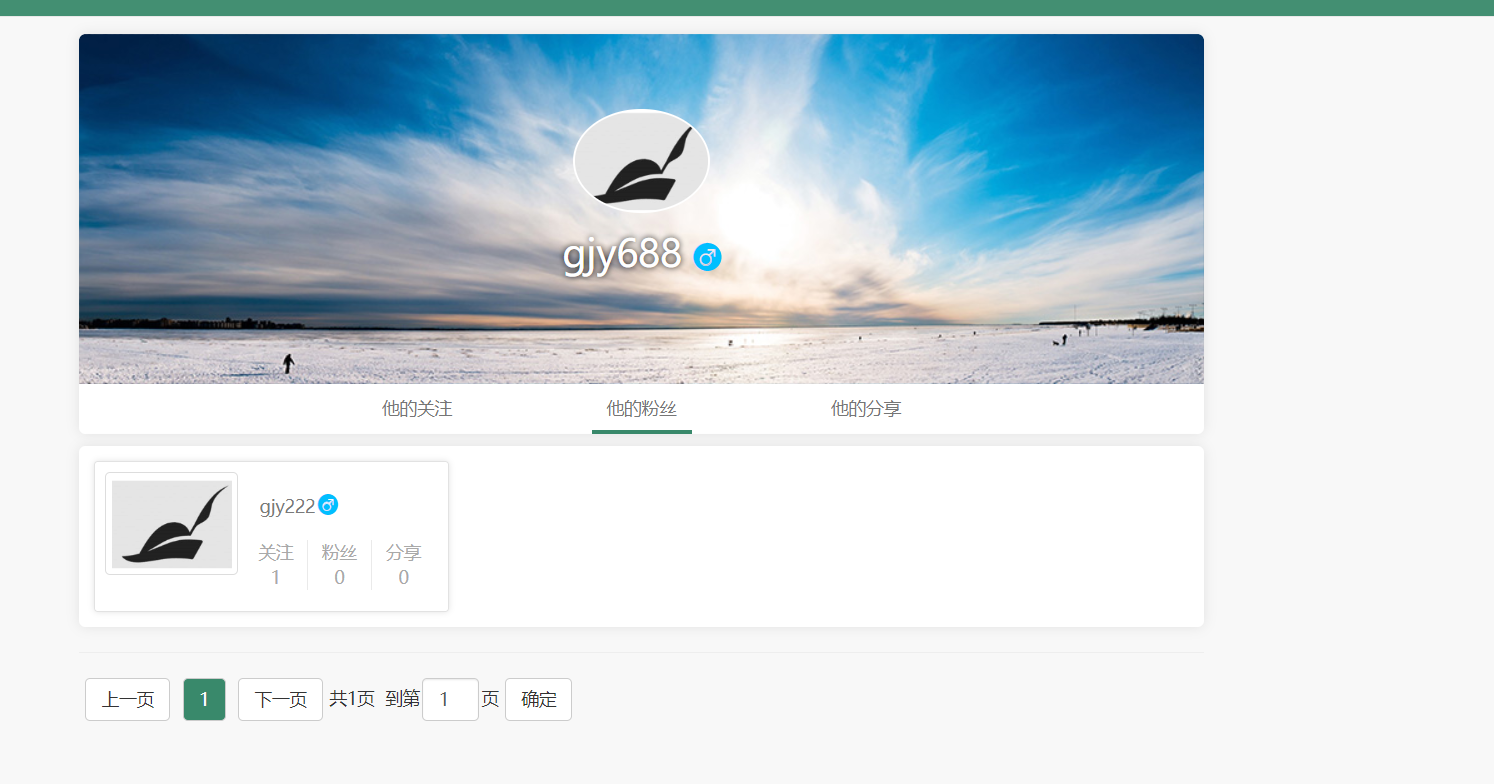 gjy688
他的关注 他的粉丝 他的分享
gjy222
关注 粉丝 分享
1 0 0
上一页 1 下一页 共1页 到第 1 页 确定